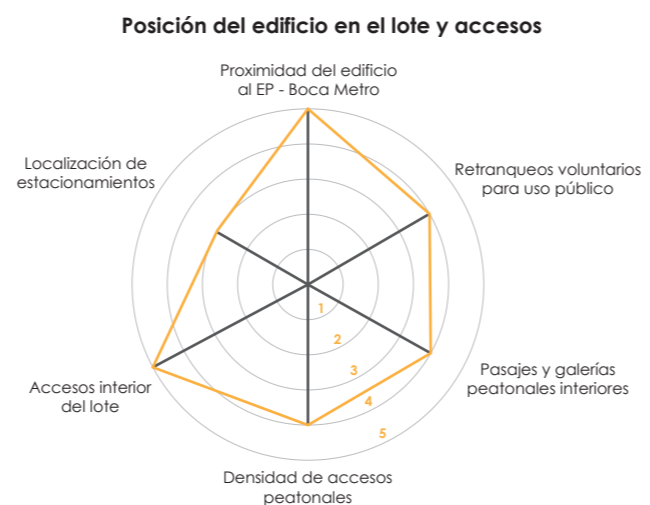 Posición del edificio en el lote y accesos
Proximidad del edificio
al EP - Boca Metro
Localización de
estacionamientos
Retranqueos voluntarios
para uso público
1
2
3
4
5
Pasajes y galerías
peatonales interiores
Accesos interior
del lote
Densidad de accesos
peatonales